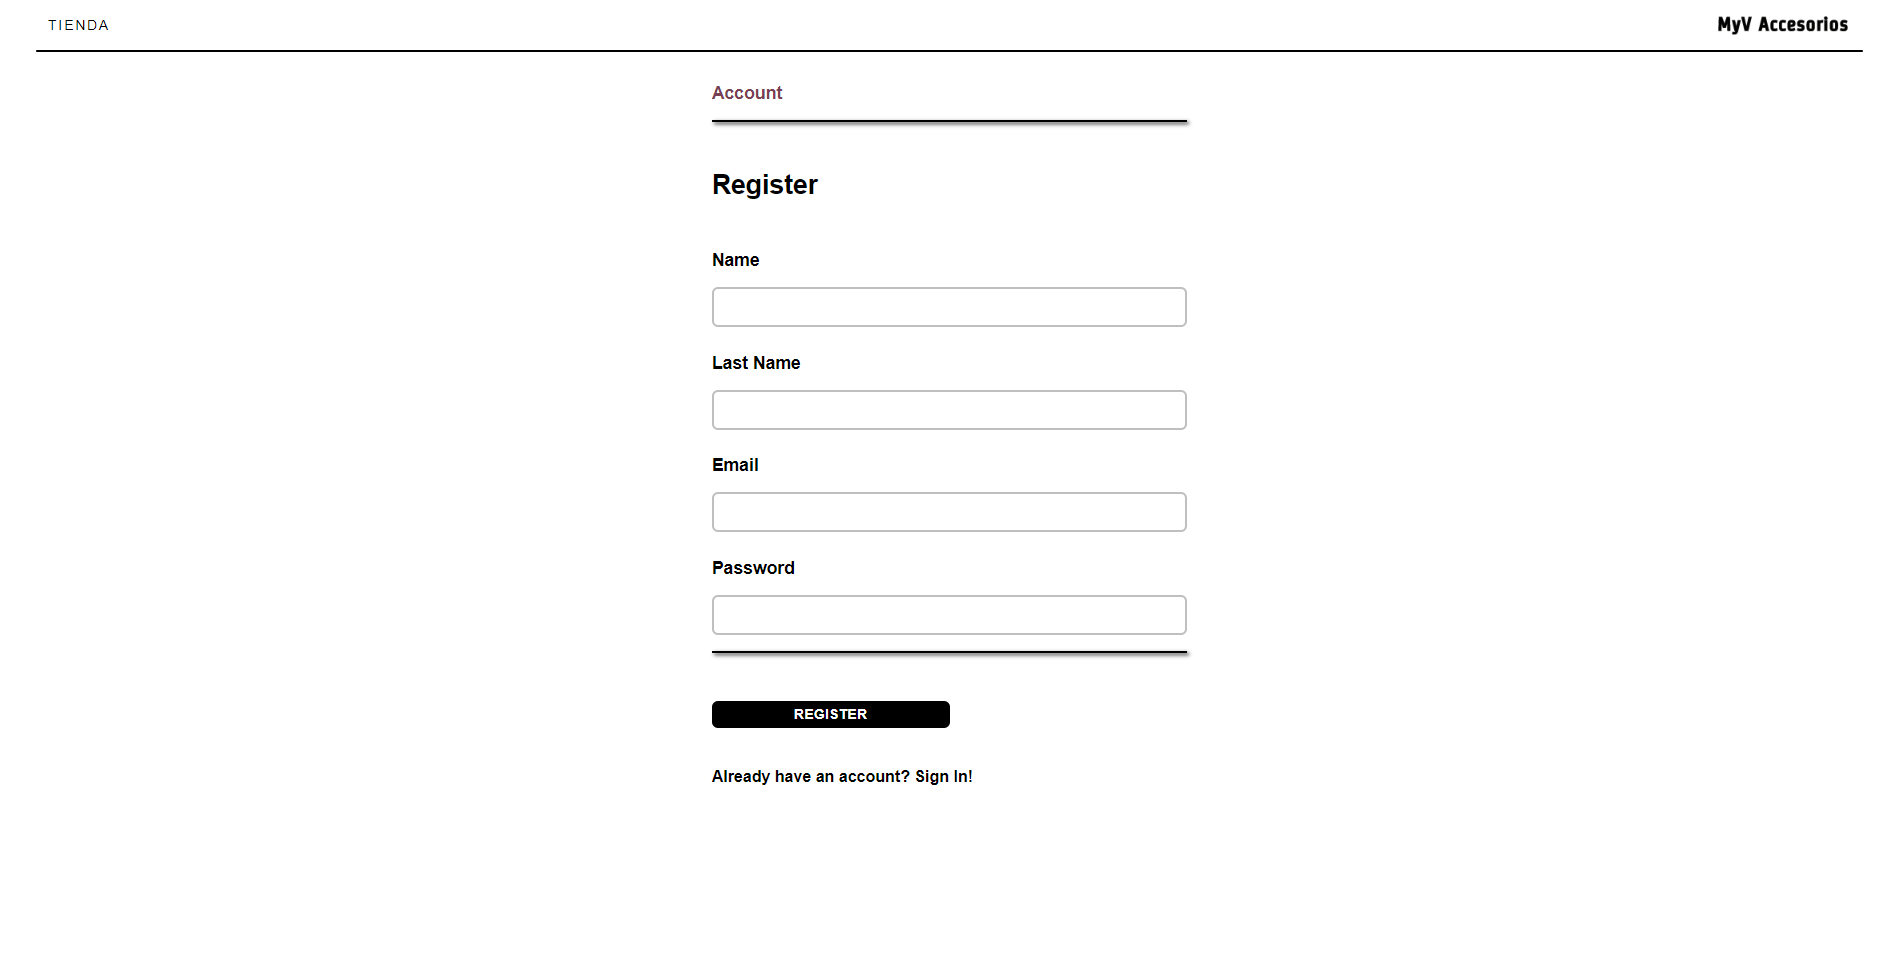 TIENDA
MyV Accesorios
Account
Register
Name
Last Name
Email
Password
REGISTER
Already have an account? Sign In!